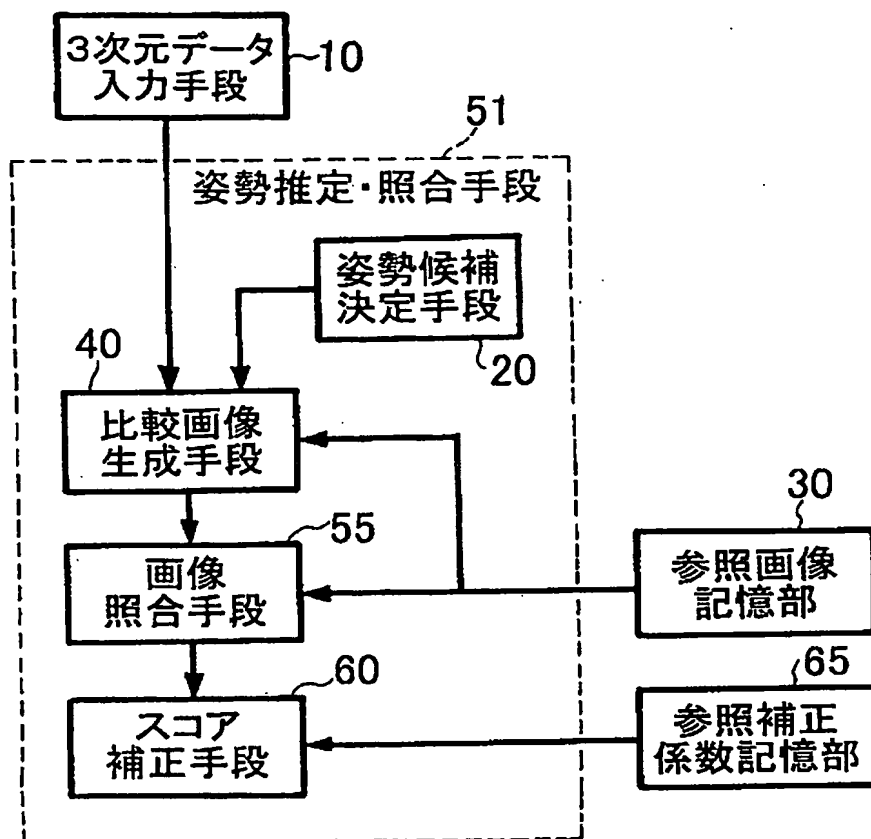 ３次元データ
入力手段
10
51
姿勢推定・照合手段
姿勢候補
決定手段
20
40
比較画像
生成手段
55
画像
照合手段
30
参照画像
記憶部
60
スコア
補正手段
65
参照補正
係数記憶部